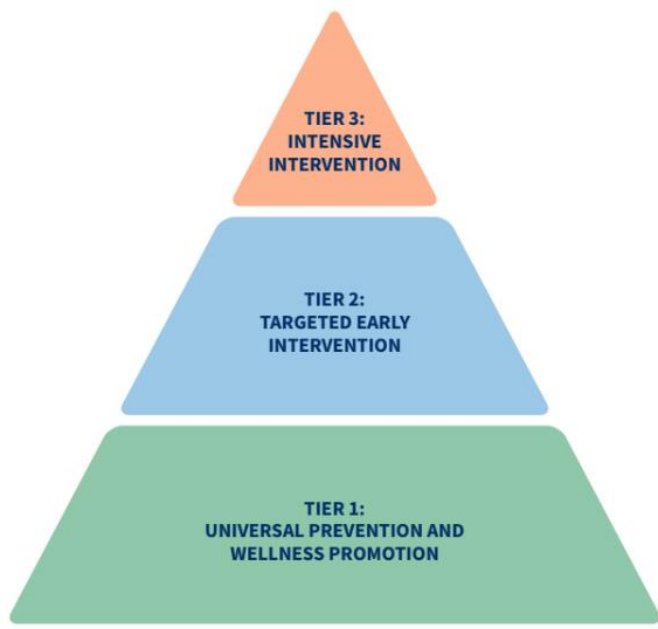 TIER 3:
INTENSIVE
INTERVENTION
TIER 2:
TARGETED EARLY
INTERVENTION
TIER 1:
UNIVERSAL PREVENTION AND
WELLNESS PROMOTION